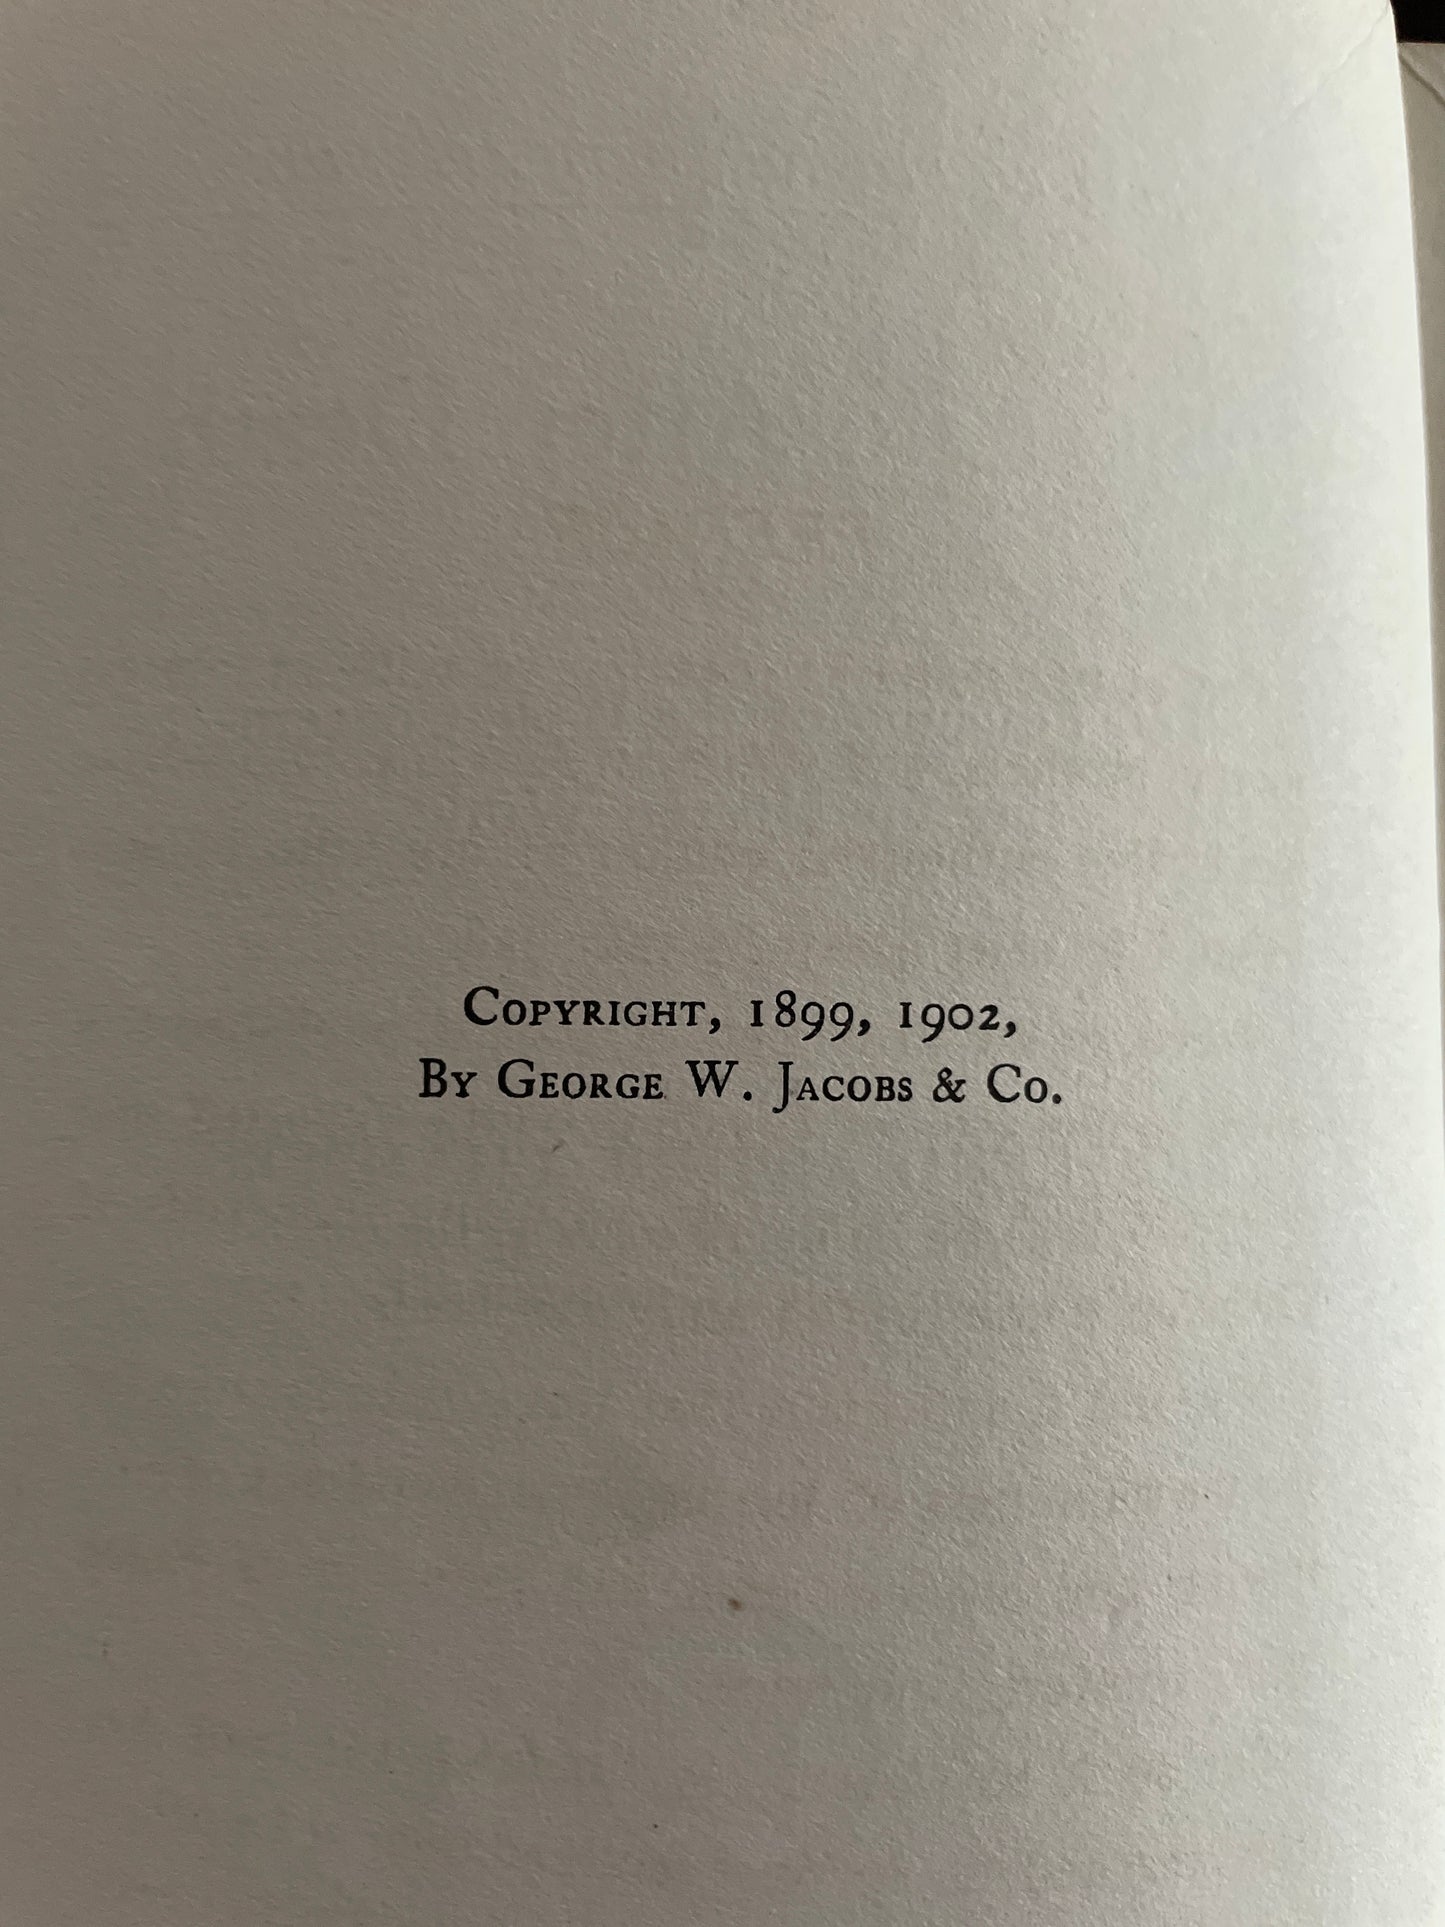 COPYRIGHT, 1899, 1902,
BY GEORGE W. JACOBS & CO.